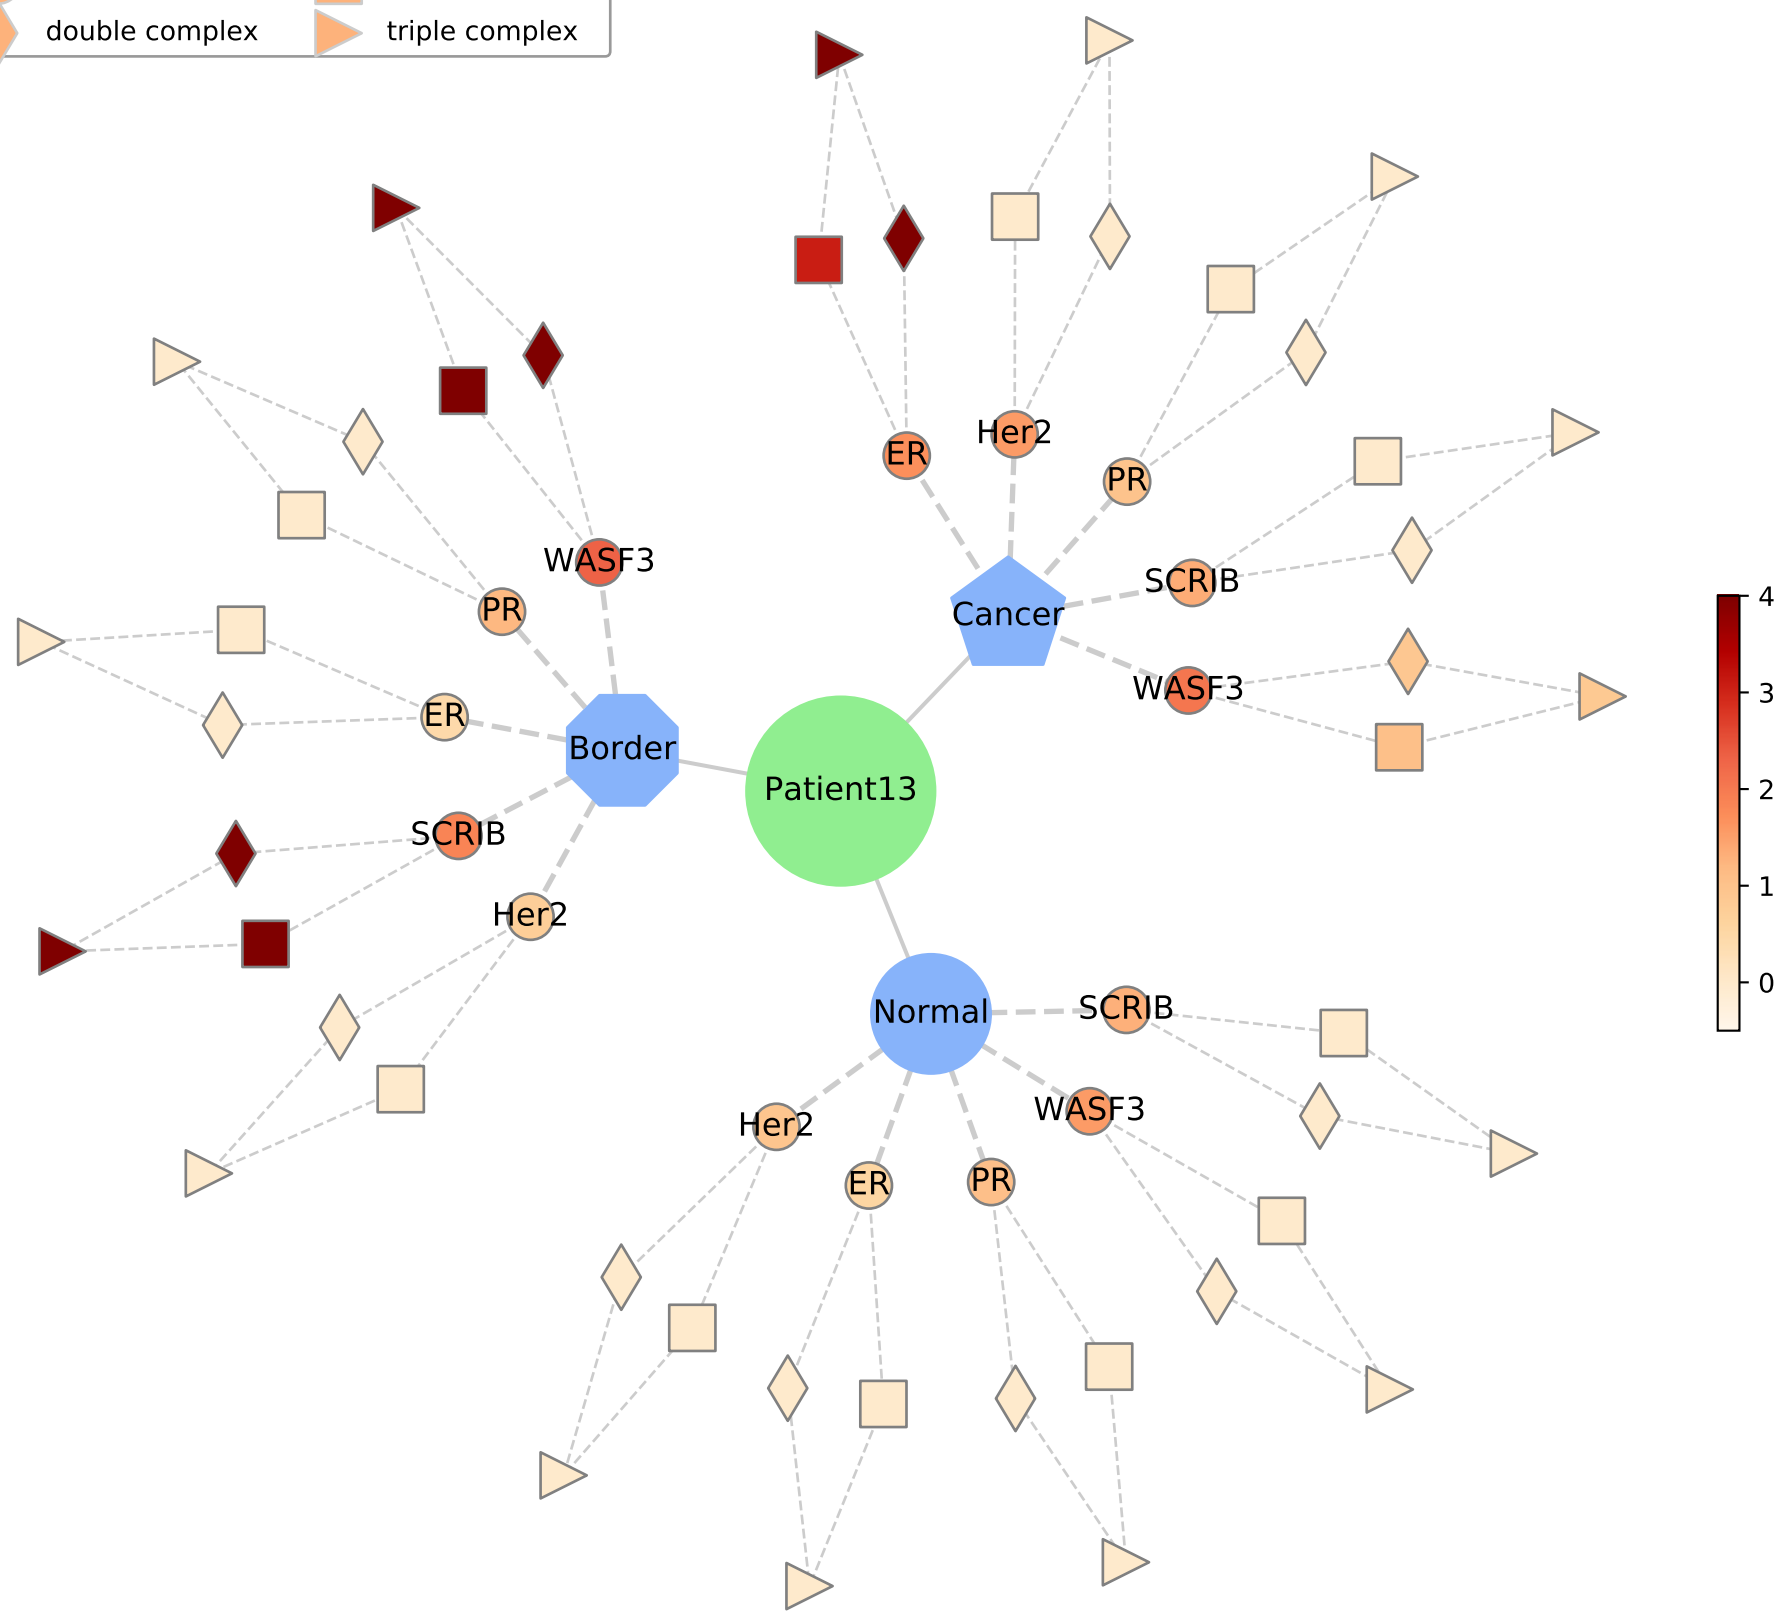 double complex
triple complex
Her2
ER
PR
WASF3
SCRIB
PR
Cancer
4
WASF3
3
ER
Border
Patient13
2
SCRIB
1
Her2
0
Normal
SCRIB
WASF3
Her2
ER
PR